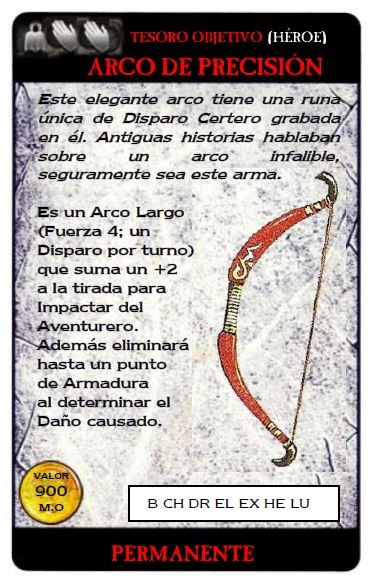 TESORO OBJETIVO (HÉROE)
ARCO DE PRECISIÓN
Este elegante arco tiene una runa
única de Disparo Certero grabada
en él. Antiguas historias hablaban
sobre un arco infalible,
seguramente sea este arma.
Es un Arco Largo
(Fuerza 4; un
Disparo por turno)
que suma un +2
a la tirada para
Impactar del
Aventurero.
Además eliminará
hasta un punto
de Armadura
al determinar el
Daño causado.
VALOR
900
M.O
B CH DR EL EX HE LU
PERMANENTE